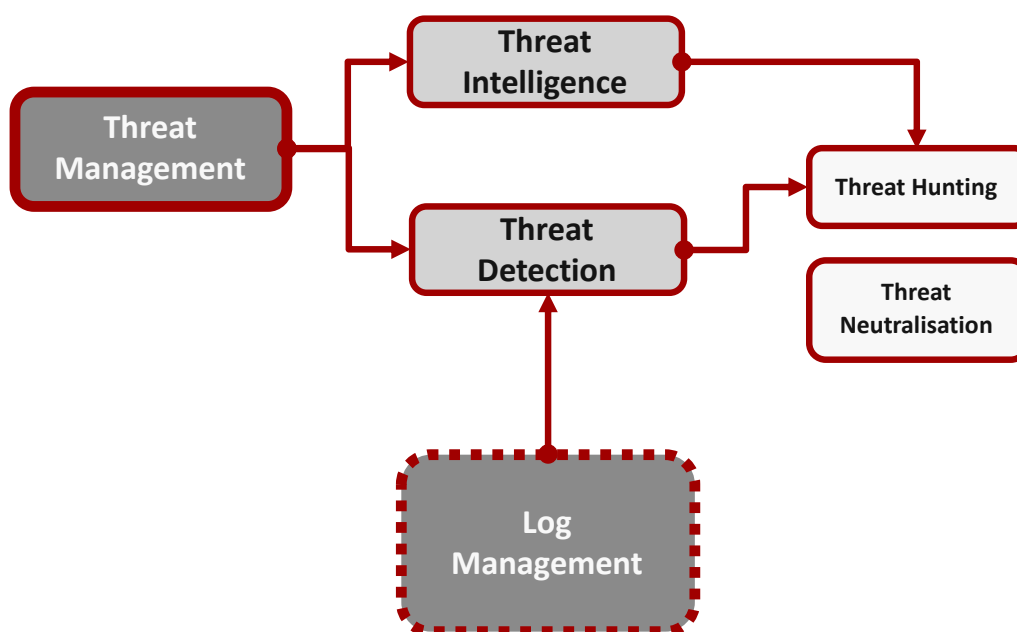 Threat
Intelligence
Threat
Management
Threat Hunting
Threat
Detection
Threat
Neutralisation
Log
Management